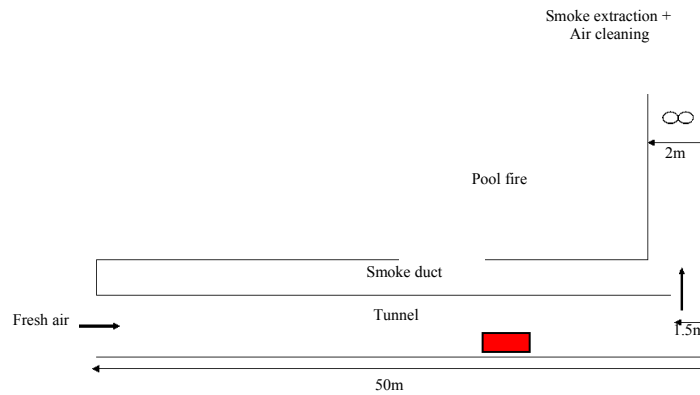 Smoke extraction +
Air cleaning
2m
Pool fire
Smoke duct
Tunnel
Fresh air
1.5m
50m